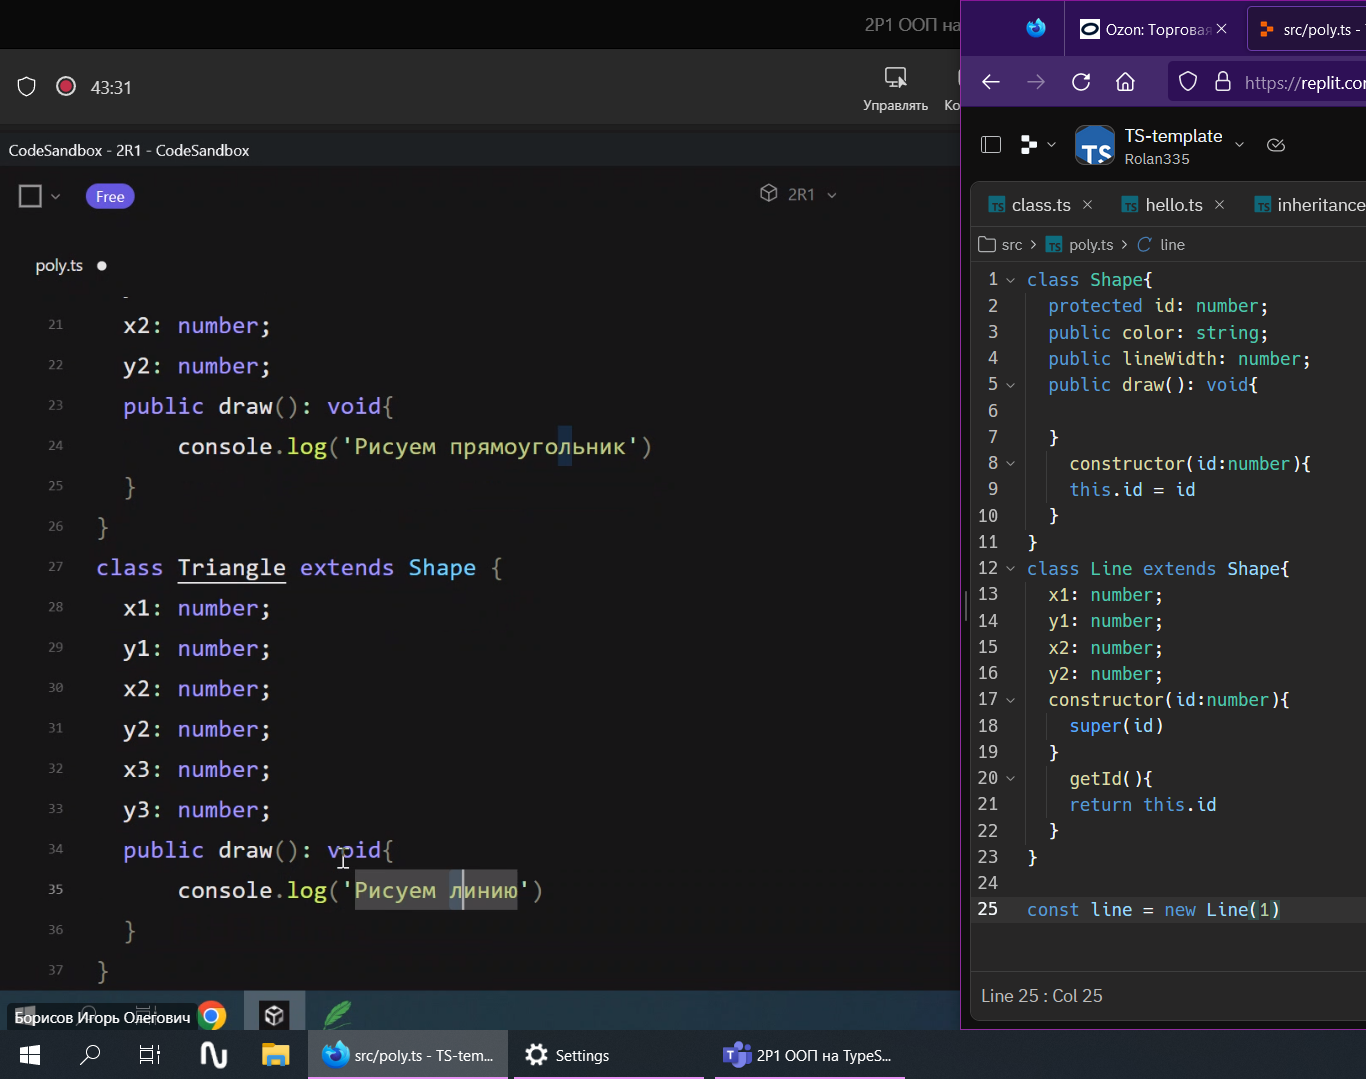 2Р1 ООП на
43:31
Управлять
Ко
CodeSandbox - 2R1 - CodeSandbox
Free
2R1
poly.ts
21 x2: number;
22 y2: number;
23 public draw(): void{
24 console.log('Рисуем прямоугольник')
25 }
26 }
27 class Triangle extends Shape {
28 x1: number;
29 y1: number;
30 x2: number;
31 y2: number;
32 x3: number;
33 y3: number;
34 public draw(): void{
35 console.log('Рисуем линию')
36 }
37 }
Борисов Игорь Олегович
Ozon: Торговая
src/poly.ts -
https://replit.co
TS
TS-template
Rolan335
TS class.ts
TS hello.ts
TS inheritance
src > TS poly.ts > line
1 class Shape{
2 protected id: number;
3 public color: string;
4 public lineWidth: number;
5 public draw(): void{
6
7 }
8 constructor(id:number){
9 this.id = id
10 }
11 }
12 class Line extends Shape{
13 x1: number;
14 y1: number;
15 x2: number;
16 y2: number;
17 constructor(id:number){
18 super(id)
19 }
20 getId(){
21 return this.id
22 }
23 }
24
25 const line = new Line(1)
Line 25 : Col 25
src/poly.ts - TS-tem...
Settings
2Р1 ООП на TypeS...